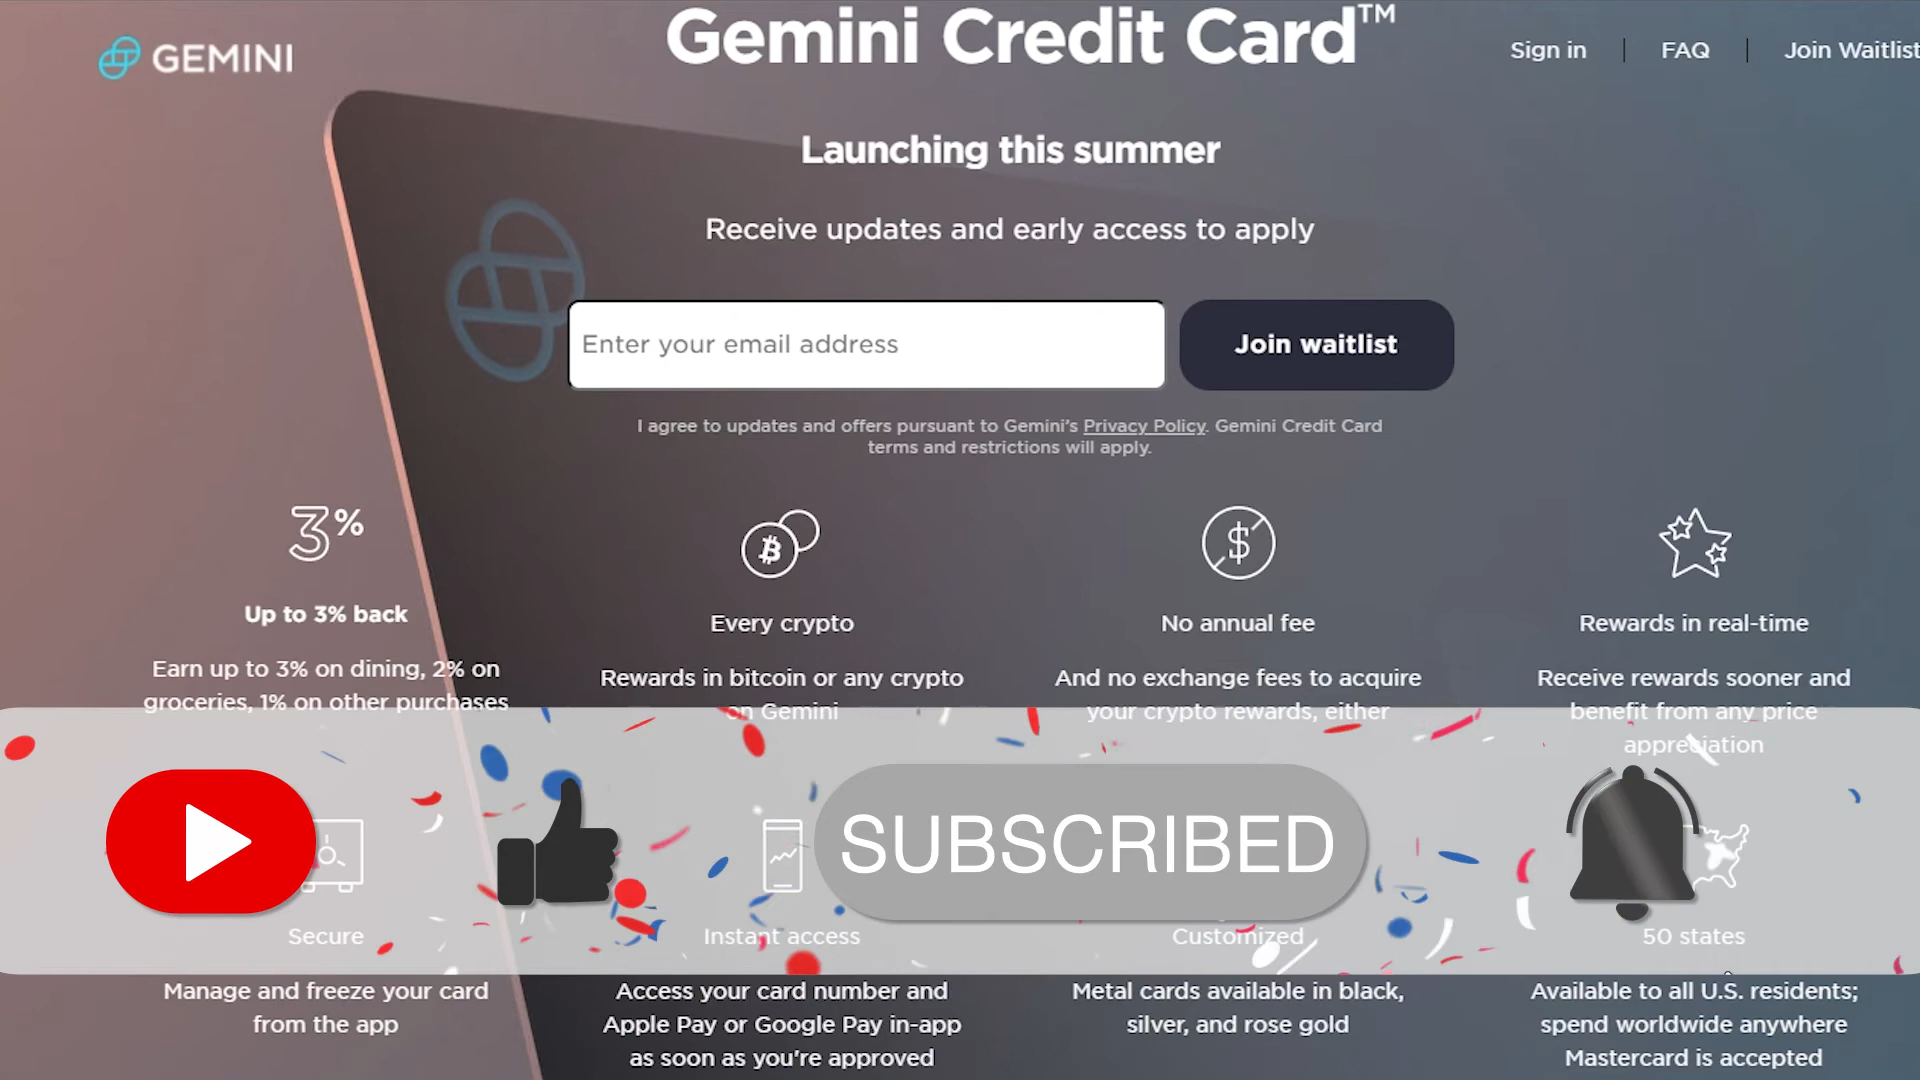 GEMINI
Gemini Credit Card™
Sign in
FAQ
Join Waitlist
Launching this summer
Receive updates and early access to apply
Enter your email address
Join waitlist
I agree to updates and offers pursuant to Gemini's Privacy Policy. Gemini Credit Card
terms and restrictions will apply.
3%
Up to 3% back
Earn up to 3% on dining, 2% on
groceries, 1% on other purchases
Every crypto
Rewards in bitcoin or any crypto
on Gemini
No annual fee
And no exchange fees to acquire
your crypto rewards, either
Rewards in real-time
Receive rewards sooner and
benefit from any price
appreciation
SUBSCRIBED
Secure
Manage and freeze your card
from the app
Instant access
Access your card number and
Apple Pay or Google Pay in-app
as soon as you're approved
Customized
Metal cards available in black,
silver, and rose gold
50 states
Available to all U.S. residents;
spend worldwide anywhere
Mastercard is accepted